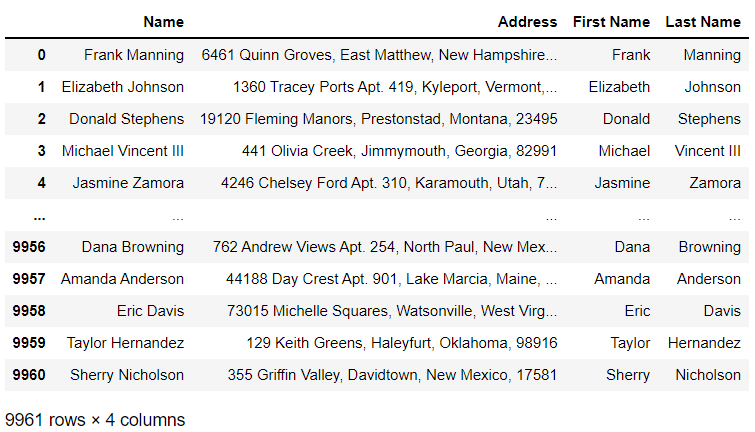 Name Address First Name Last Name
0 Frank Manning 6461 Quinn Groves, East Matthew, New Hampshire... Frank Manning
1 Elizabeth Johnson 1360 Tracey Ports Apt. 419, Kyleport, Vermont,... Elizabeth Johnson
2 Donald Stephens 19120 Fleming Manors, Prestonstad, Montana, 23495 Donald Stephens
3 Michael Vincent III 441 Olivia Creek, Jimmymouth, Georgia, 82991 Michael Vincent III
4 Jasmine Zamora 4246 Chelsey Ford Apt. 310, Karamouth, Utah, 7... Jasmine Zamora
... ... ... ... ...
9956 Dana Browning 762 Andrew Views Apt. 254, North Paul, New Mex... Dana Browning
9957 Amanda Anderson 44188 Day Crest Apt. 901, Lake Marcia, Maine, ... Amanda Anderson
9958 Eric Davis 73015 Michelle Squares, Watsonville, West Virg... Eric Davis
9959 Taylor Hernandez 129 Keith Greens, Haleyfurt, Oklahoma, 98916 Taylor Hernandez
9960 Sherry Nicholson 355 Griffin Valley, Davidtown, New Mexico, 17581 Sherry Nicholson
9961 rows × 4 columns